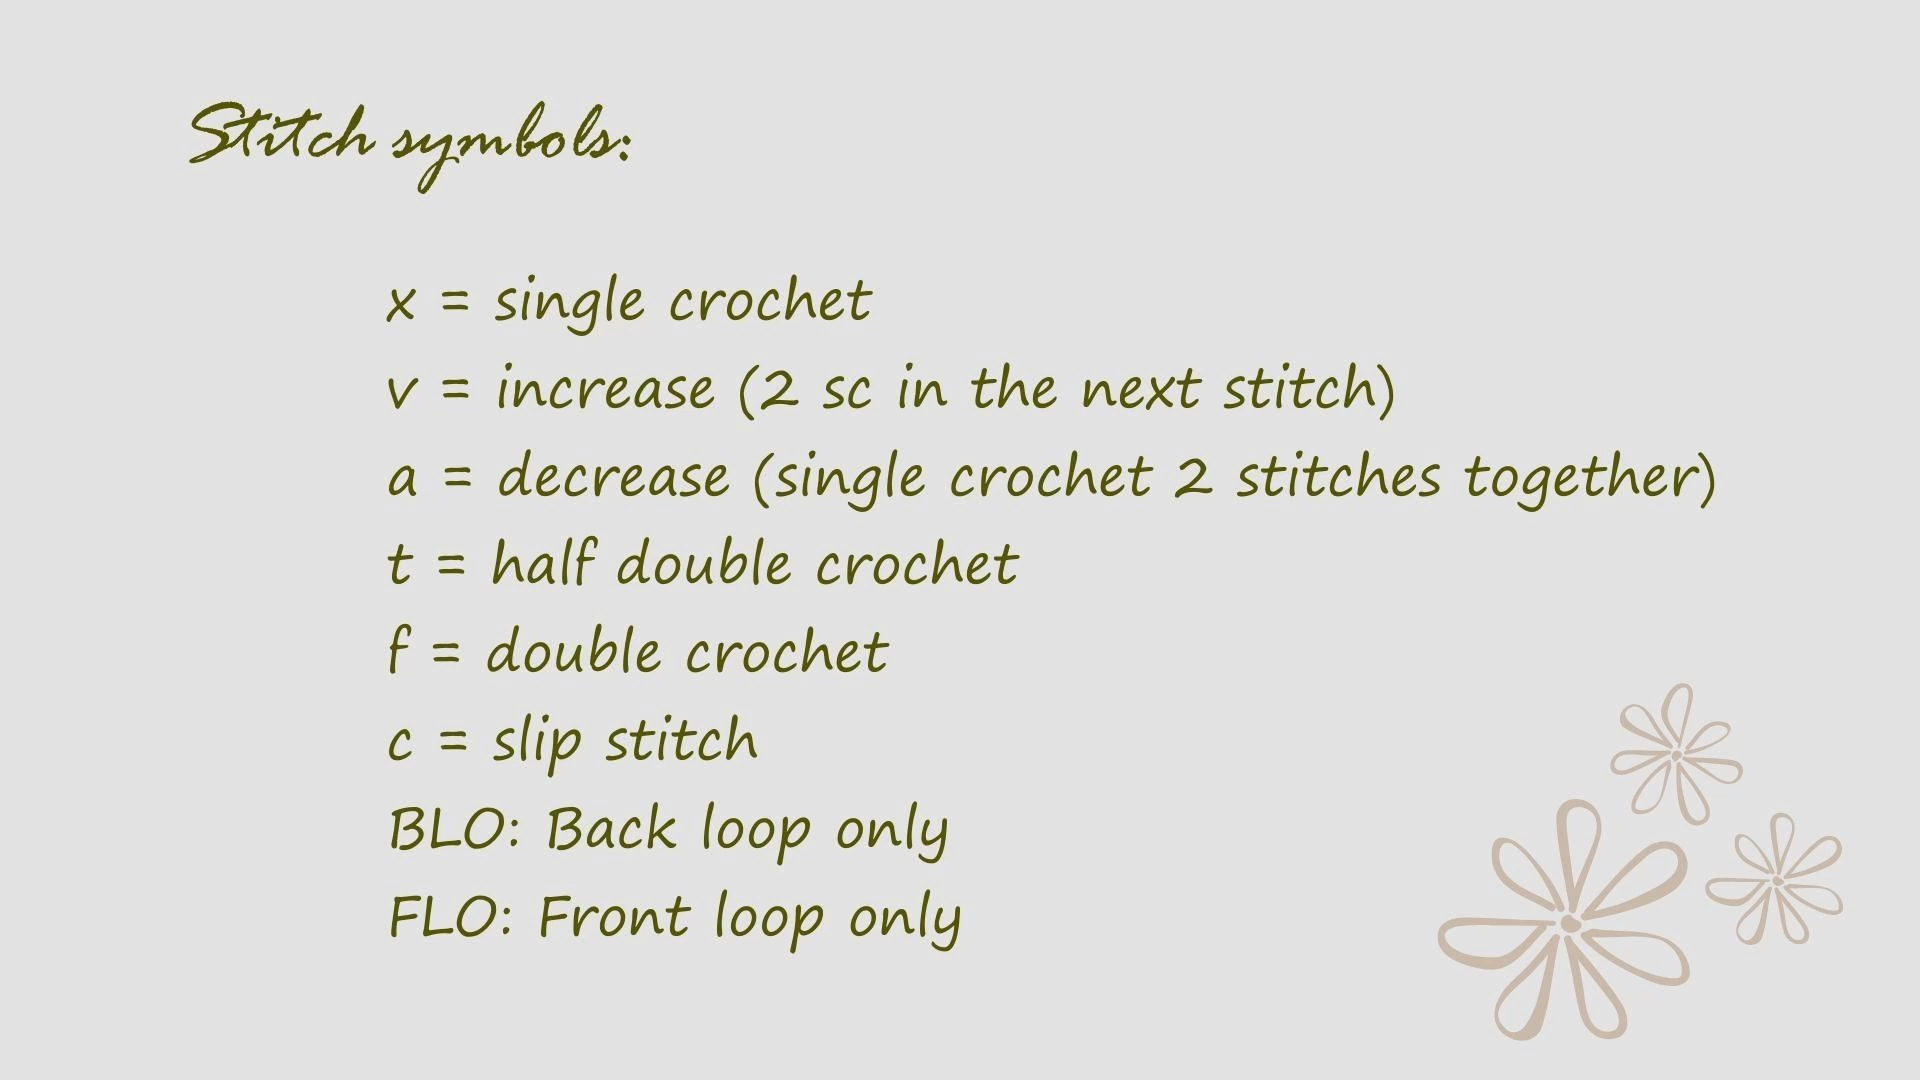 Stitch symbols:
x = single crochet
v = increase (2 sc in the next stitch)
a = decrease (single crochet 2 stitches together)
t = half double crochet
f = double crochet
c = slip stitch
BLO: Back loop only
FLO: Front loop only